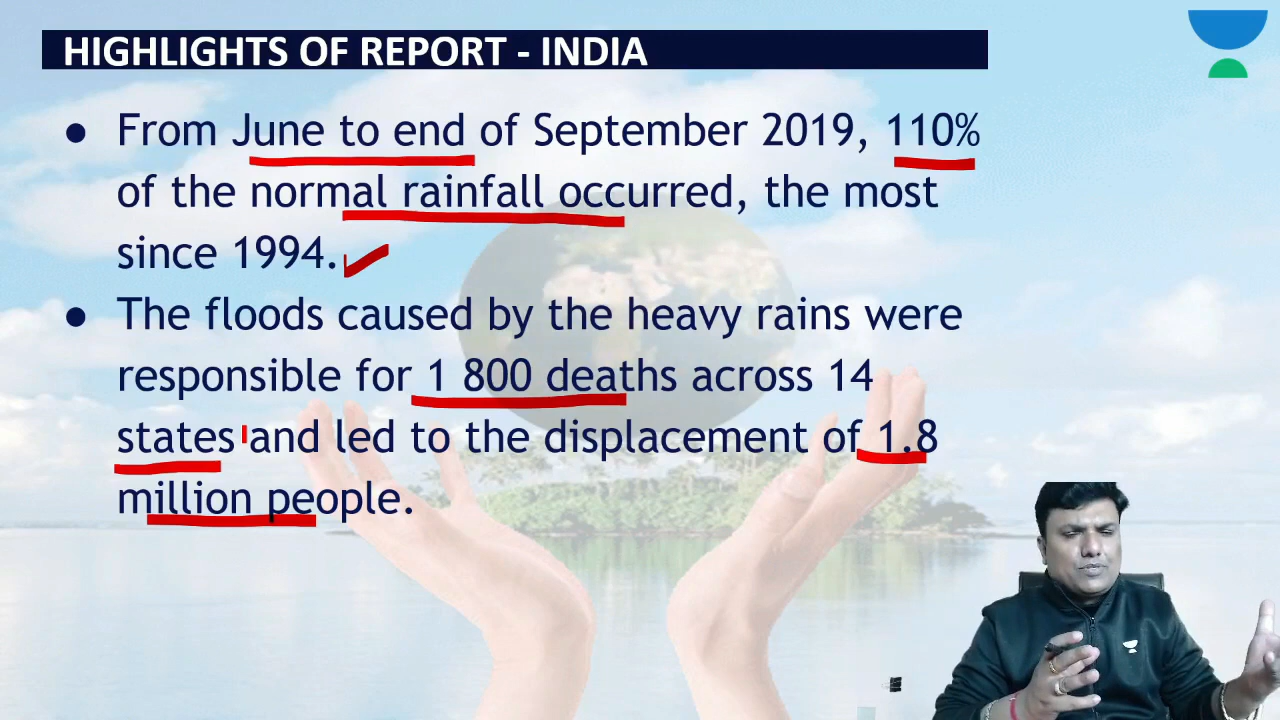 HIGHLIGHTS OF REPORT - INDIA
● From June to end of September 2019, 110%
of the normal rainfall occurred, the most
since 1994.
● The floods caused by the heavy rains were
responsible for 1 800 deaths across 14
states and led to the displacement of 1.8
million people.